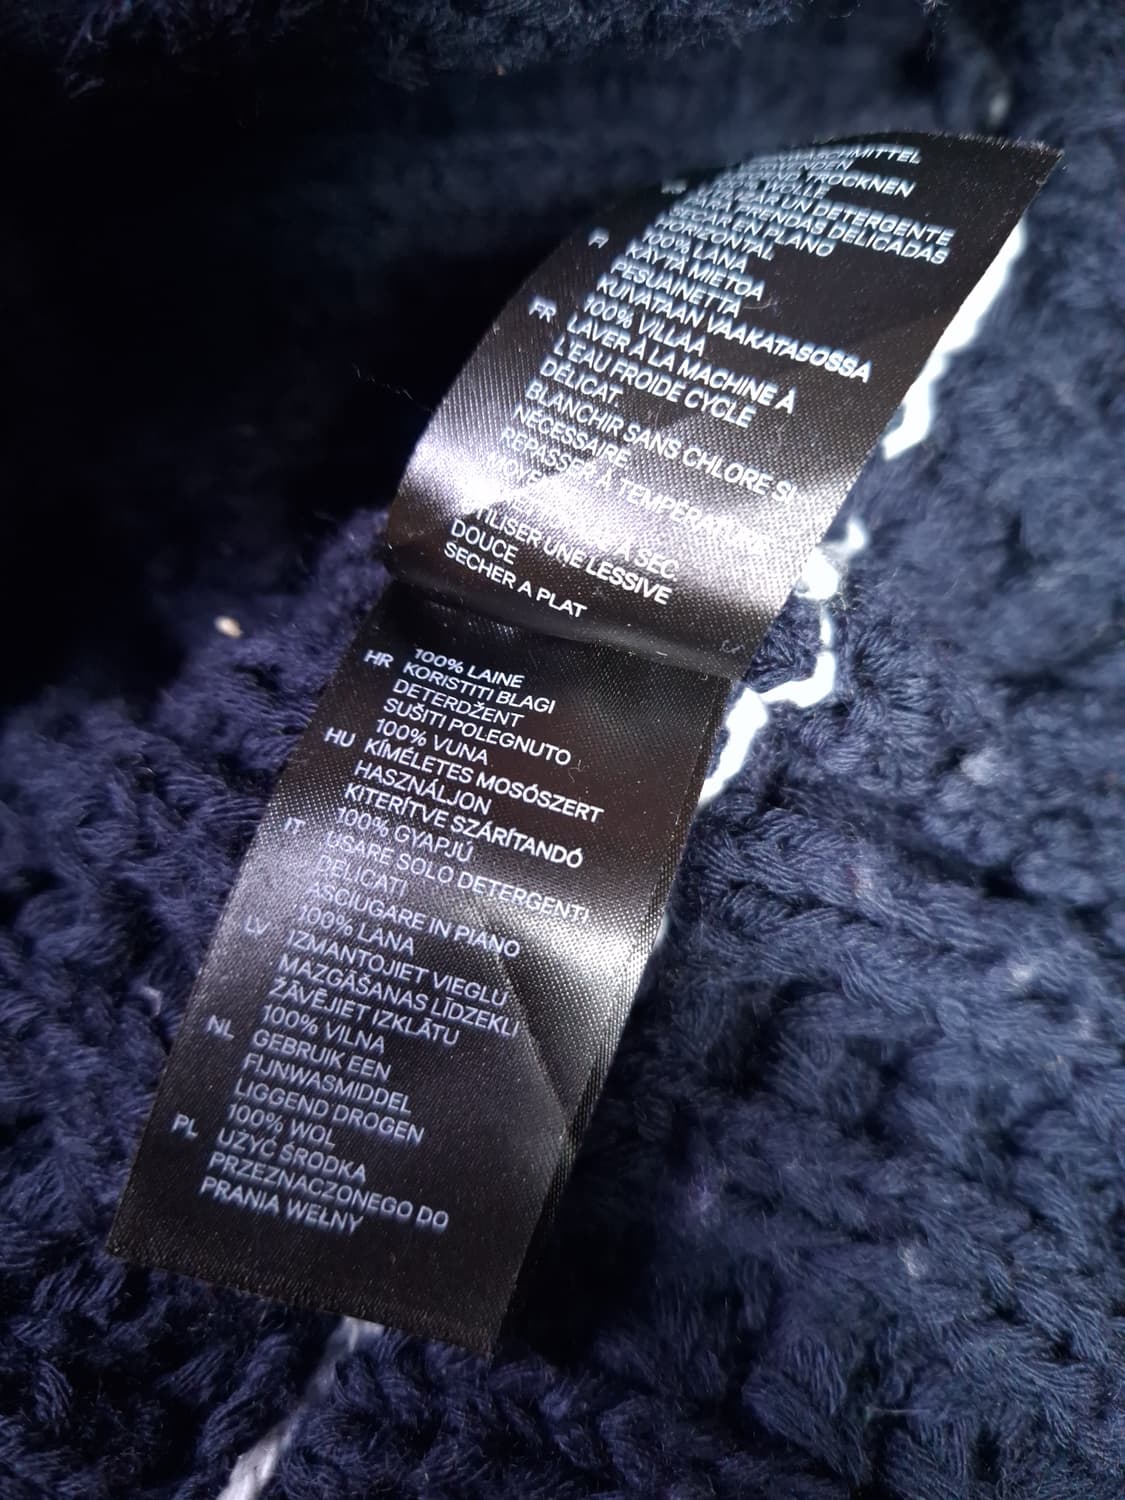 VERWENDEN
TROCKNEN
100% WOLLE
UN DETERGENTE
PARA PRENDAS DELICADAS
SECAR EN PLANO
HORIZONTAL
100% LANA
FI KÄYTÄ MIETOA
PESUAINETTA
KUIVATAAN VAAKATASOSSA
100% VILLAA
FR LAVER À LA MACHINE À
L'EAU FROIDE CYCLE
DÉLICAT.
BLANCHIR SANS CHLORE SI
NÉCESSAIRE.
REPASSER À TEMPÉRATURE
À SEC
UTILISER UNE LESSIVE
DOUCE
SECHER A PLAT
100% LAINE
HR KORISTITI BLAGI
DETERDŽENT
SUŠITI POLEGNUTO
100% VUNA
HU KÍMÉLETES MOSÓSZERT
HASZNÁLJON
KITERÍTVE SZÁRÍTANDÓ
100% GYAPJÚ
IT USARE SOLO DETERGENTI
DELICATI
ASCIUGARE IN PIANO
100% LANA
LV IZMANTOJIET VIEGLU
MAZGĀŠANAS LĪDZEKLI
ŽĀVĒJIET IZKLĀTU
100% VILNA
NL GEBRUIK EEN
FIJNWASMIDDEL
LIGGEND DROGEN
100% WOL
PL UŻYĆ ŚRODKA
PRZEZNACZONEGO DO
PRANIA WEŁNY